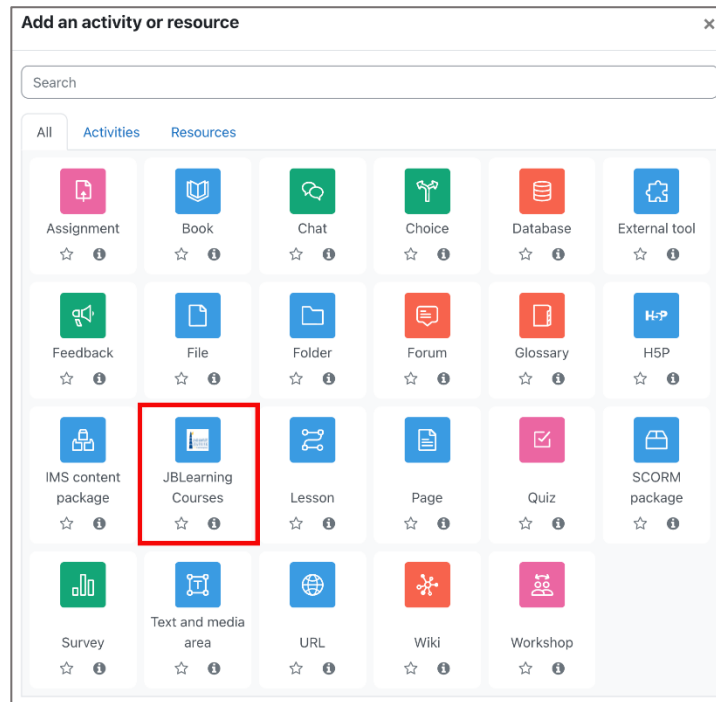 Add an activity or resource
×
Search
All Activities Resources
Assignment Book Chat Choice Database External tool
Feedback File Folder Forum Glossary H5P
H5P
IMS content package
JBLearning Courses
Lesson Page Quiz
SCORM package
Survey
Text and media area
URL Wiki Workshop